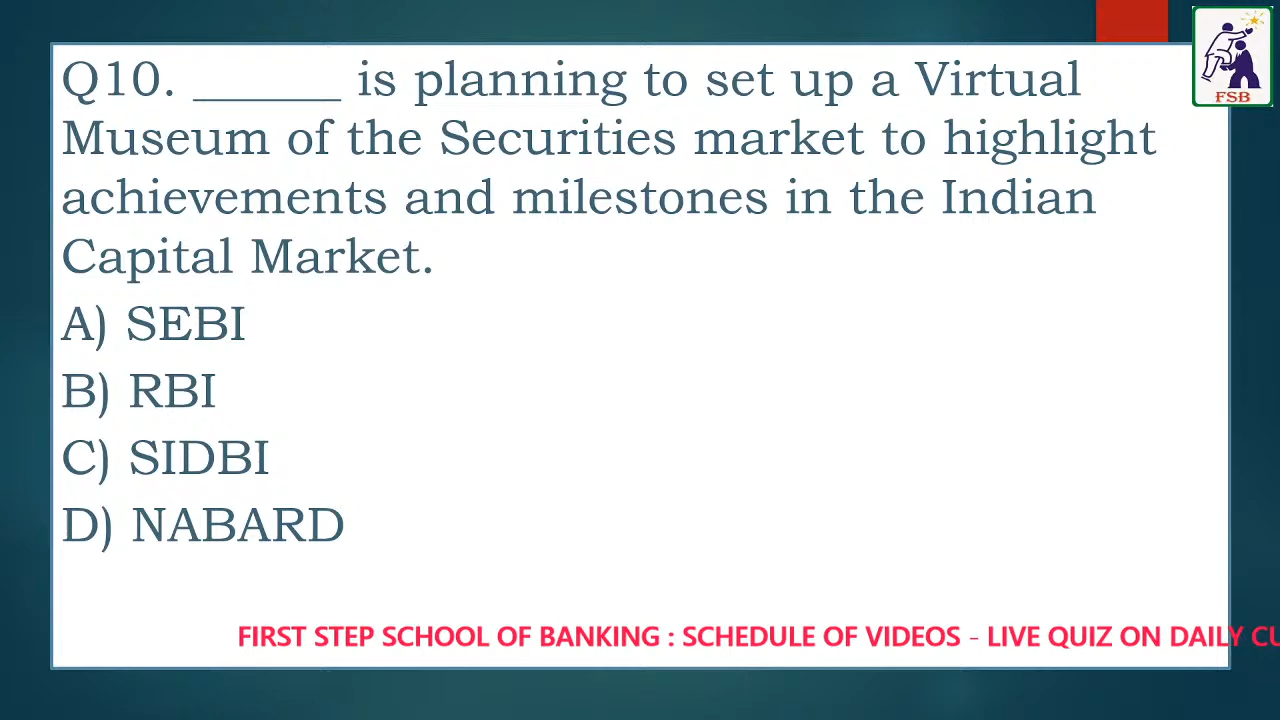 Q10. ______ is planning to set up a Virtual
Museum of the Securities market to highlight
achievements and milestones in the Indian
Capital Market.
A) SEBI
B) RBI
C) SIDBI
D) NABARD
FSB
FIRST STEP SCHOOL OF BANKING : SCHEDULE OF VIDEOS - LIVE QUIZ ON DAILY CU